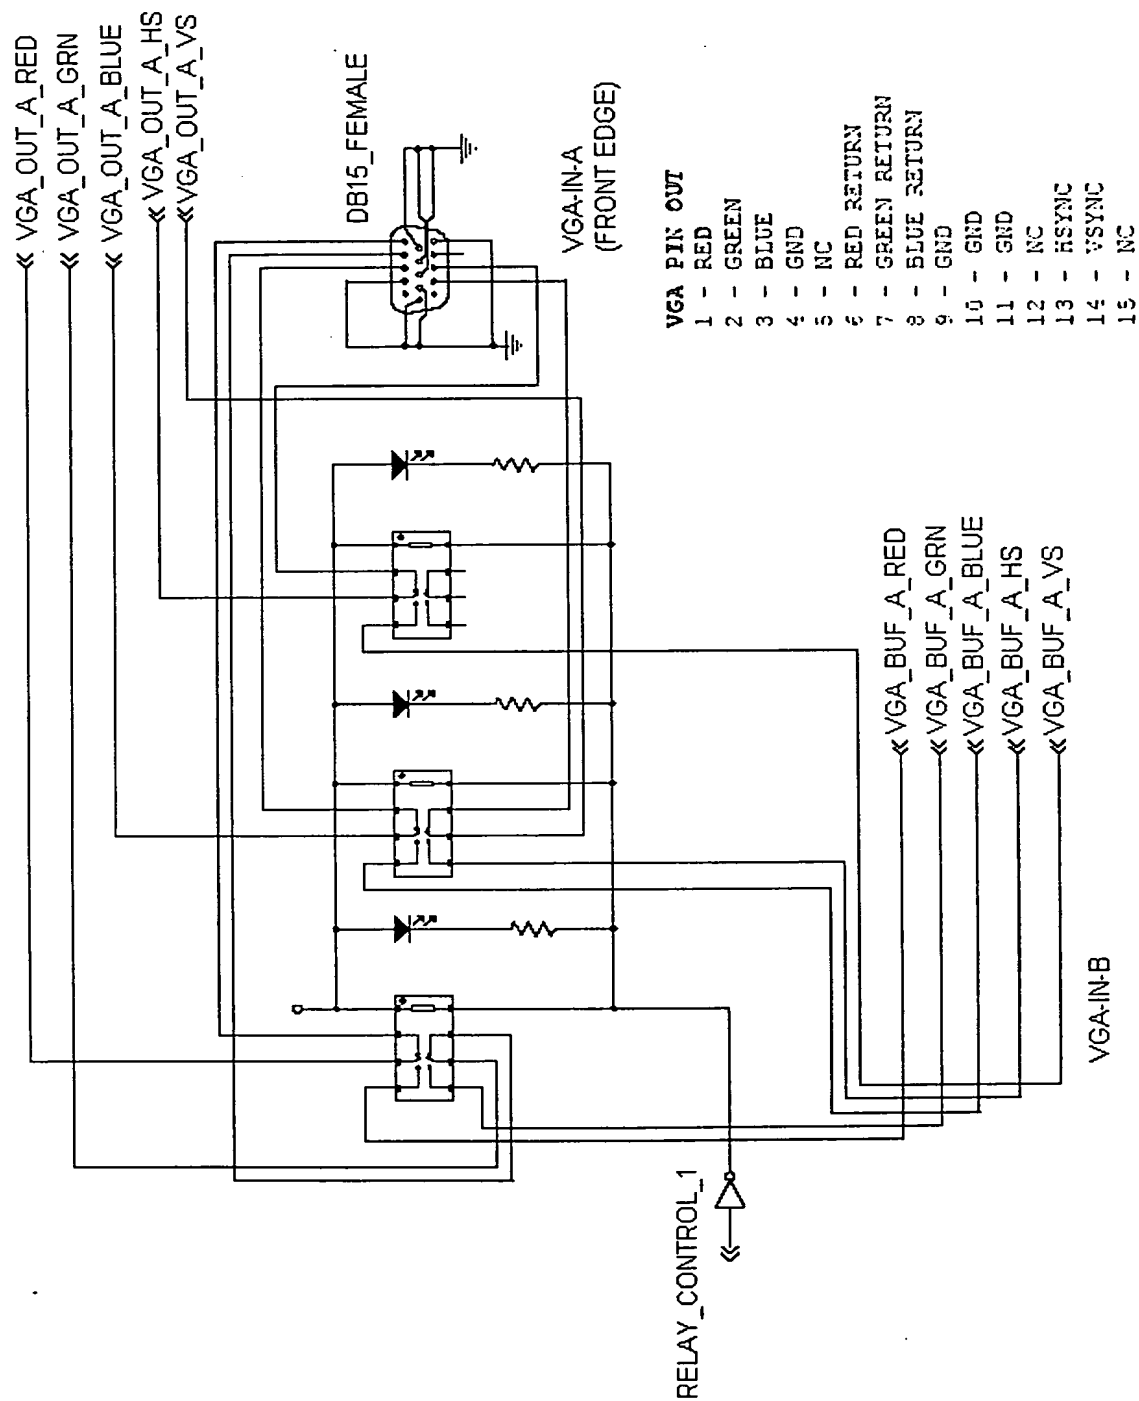 VGA_OUT_A_RED
VGA_OUT_A_GRN
VGA_OUT_A_BLUE
VGA_OUT_A_HS
VGA_OUT_A_VS
DB15_FEMALE
VGA-IN-A
(FRONT EDGE)
VGA PIN OUT
1 - RED
2 - GREEN
3 - BLUE
4 - GND
5 - NC
6 - RED RETURN
7 - GREEN RETURN
8 - BLUE RETURN
9 - GND
10 - GND
11 - GND
12 - NC
13 - HSYNC
14 - VSYNC
15 - NC
VGA_BUF_A_RED
VGA_BUF_A_GRN
VGA_BUF_A_BLUE
VGA_BUF_A_HS
VGA_BUF_A_VS
VGA-IN-B
RELAY_CONTROL_1